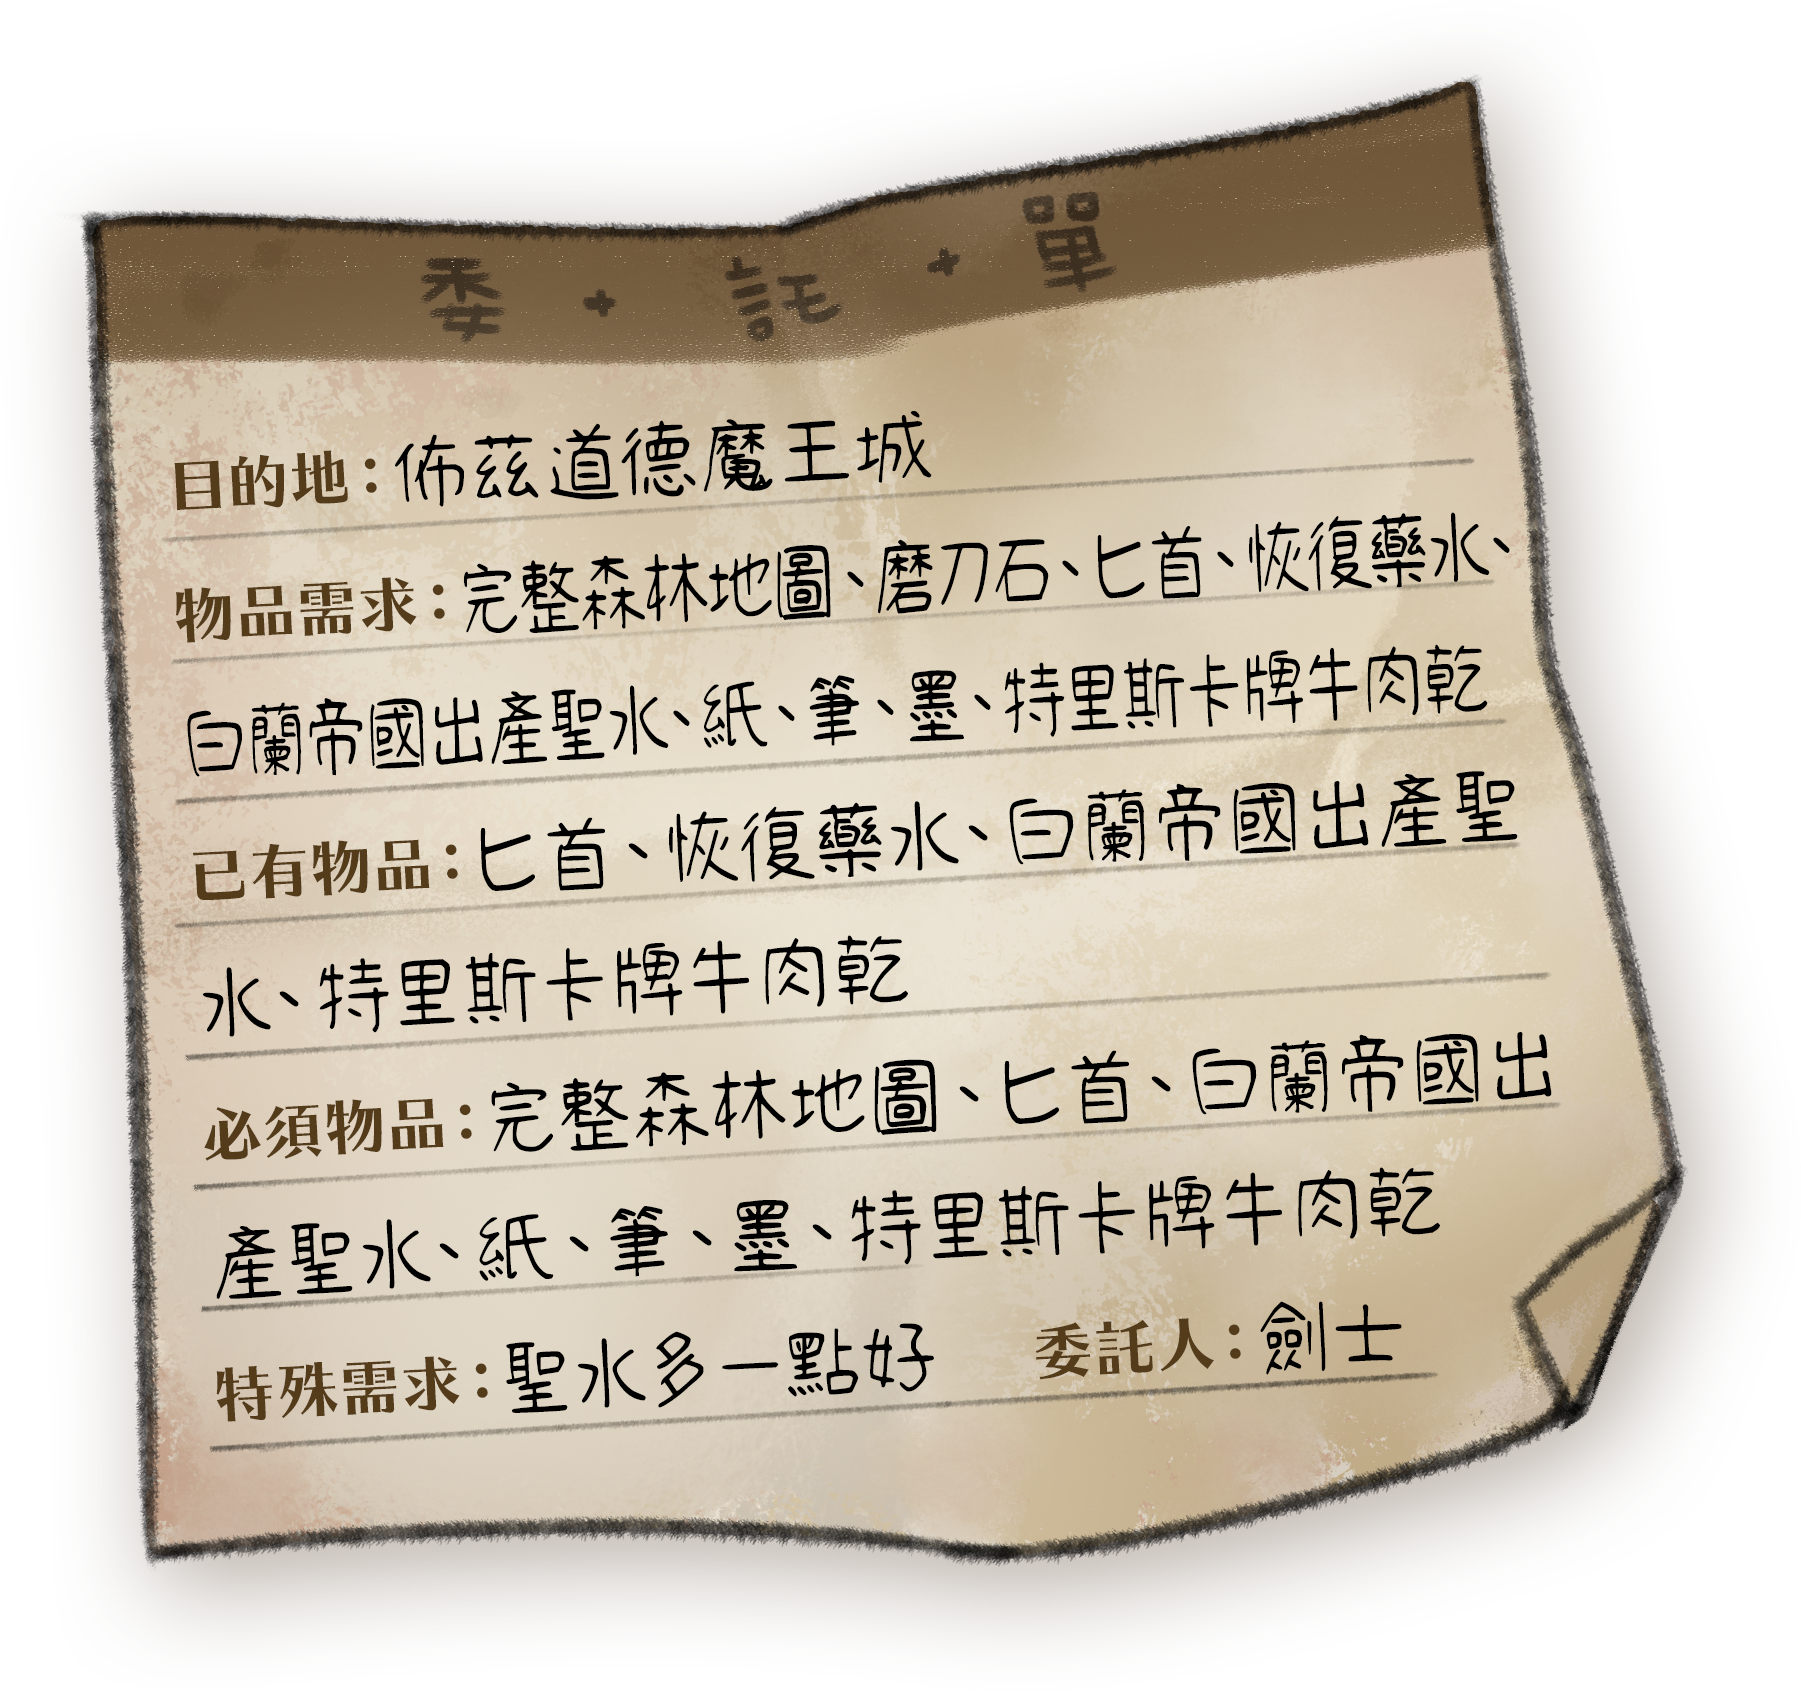 委+託+單
目的地：佈茲道德魔王城
物品需求：完整森林地圖、磨刀石、匕首、恢復藥水、
白蘭帝國出產聖水、紙、筆、墨、特里斯卡牌牛肉乾
已有物品：匕首、恢復藥水、白蘭帝國出產聖
水、特里斯卡牌牛肉乾
必須物品：完整森林地圖、匕首、白蘭帝國出
產聖水、紙、筆、墨、特里斯卡牌牛肉乾
特殊需求：聖水多一點好 委託人：劍士